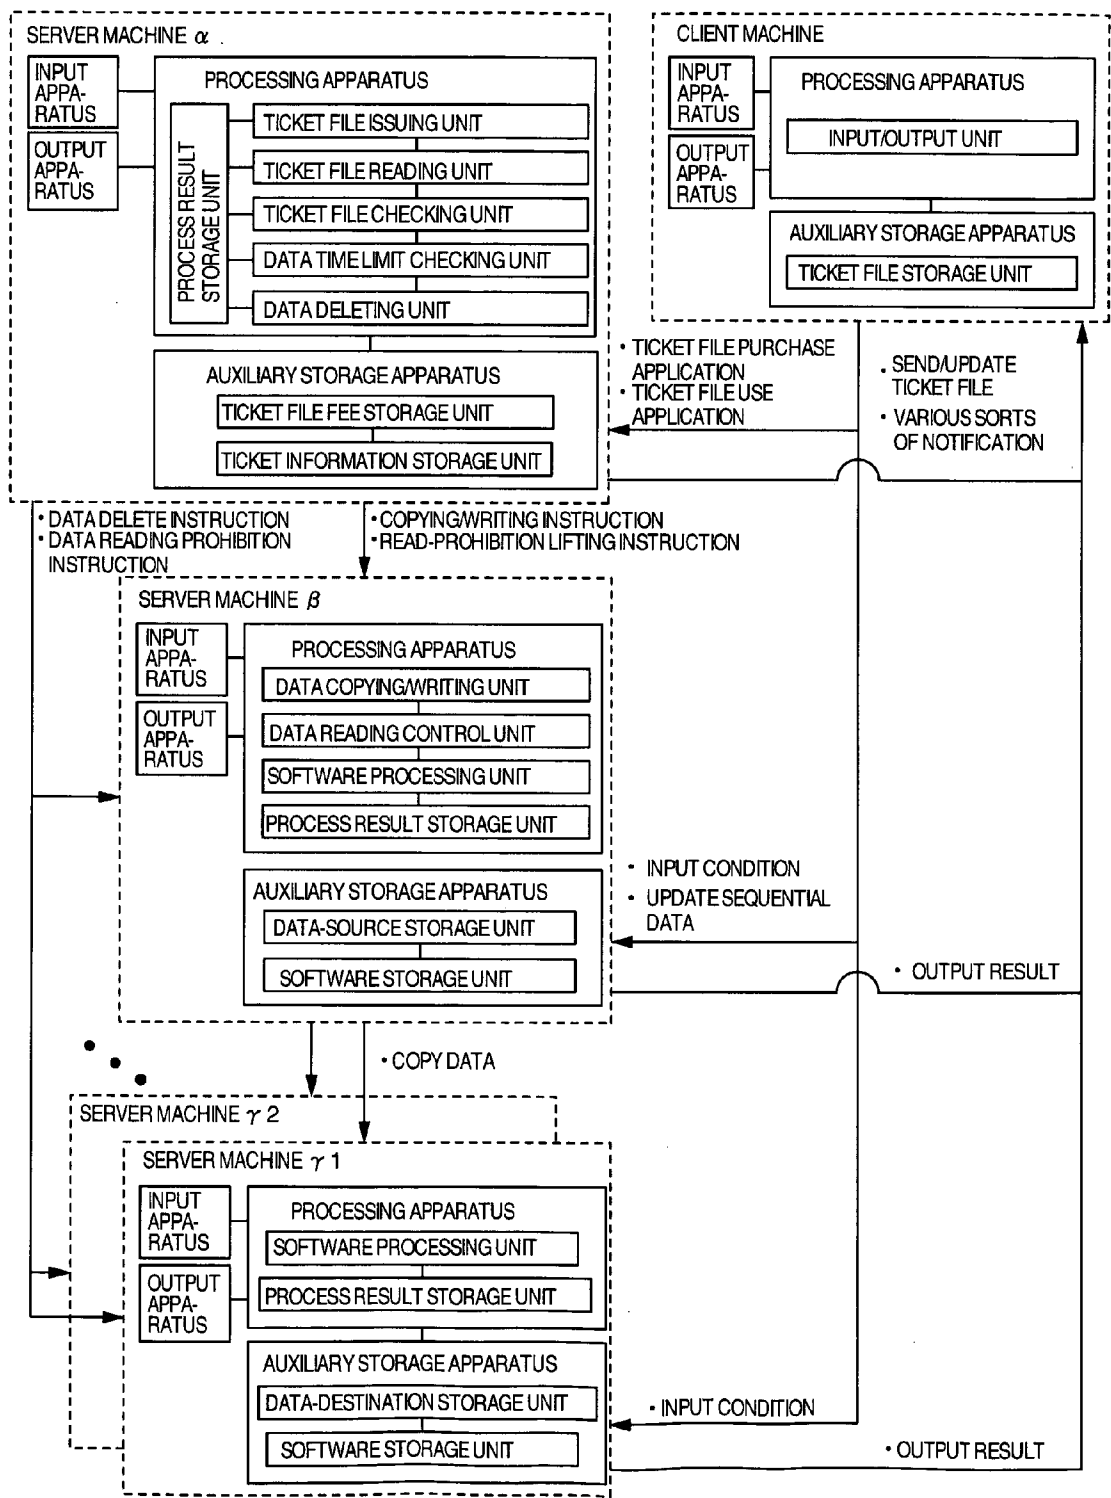 SERVER MACHINE α
INPUT
APPA-
RATUS
OUTPUT
APPA-
RATUS
PROCESSING APPARATUS
PROCESS RESULT
STORAGE UNIT
TICKET FILE ISSUING UNIT
TICKET FILE READING UNIT
TICKET FILE CHECKING UNIT
DATA TIME LIMIT CHECKING UNIT
DATA DELETING UNIT
AUXILIARY STORAGE APPARATUS
TICKET FILE FEE STORAGE UNIT
TICKET INFORMATION STORAGE UNIT
CLIENT MACHINE
INPUT
APPA-
RATUS
OUTPUT
APPA-
RATUS
PROCESSING APPARATUS
INPUT/OUTPUT UNIT
AUXILIARY STORAGE APPARATUS
TICKET FILE STORAGE UNIT
• TICKET FILE PURCHASE
APPLICATION
• TICKET FILE USE
APPLICATION
• SEND/UPDATE
TICKET FILE
• VARIOUS SORTS
OF NOTIFICATION
• DATA DELETE INSTRUCTION
• DATA READING PROHIBITION
INSTRUCTION
• COPYING/WRITING INSTRUCTION
• READ-PROHIBITION LIFTING INSTRUCTION
SERVER MACHINE β
INPUT
APPA-
RATUS
OUTPUT
APPA-
RATUS
PROCESSING APPARATUS
DATA COPYING/WRITING UNIT
DATA READING CONTROL UNIT
SOFTWARE PROCESSING UNIT
PROCESS RESULT STORAGE UNIT
AUXILIARY STORAGE APPARATUS
DATA-SOURCE STORAGE UNIT
SOFTWARE STORAGE UNIT
• INPUT CONDITION
• UPDATE SEQUENTIAL
DATA
• OUTPUT RESULT
• COPY DATA
SERVER MACHINE γ 2
SERVER MACHINE γ 1
INPUT
APPA-
RATUS
OUTPUT
APPA-
RATUS
PROCESSING APPARATUS
SOFTWARE PROCESSING UNIT
PROCESS RESULT STORAGE UNIT
AUXILIARY STORAGE APPARATUS
DATA-DESTINATION STORAGE UNIT
SOFTWARE STORAGE UNIT
• INPUT CONDITION
• OUTPUT RESULT